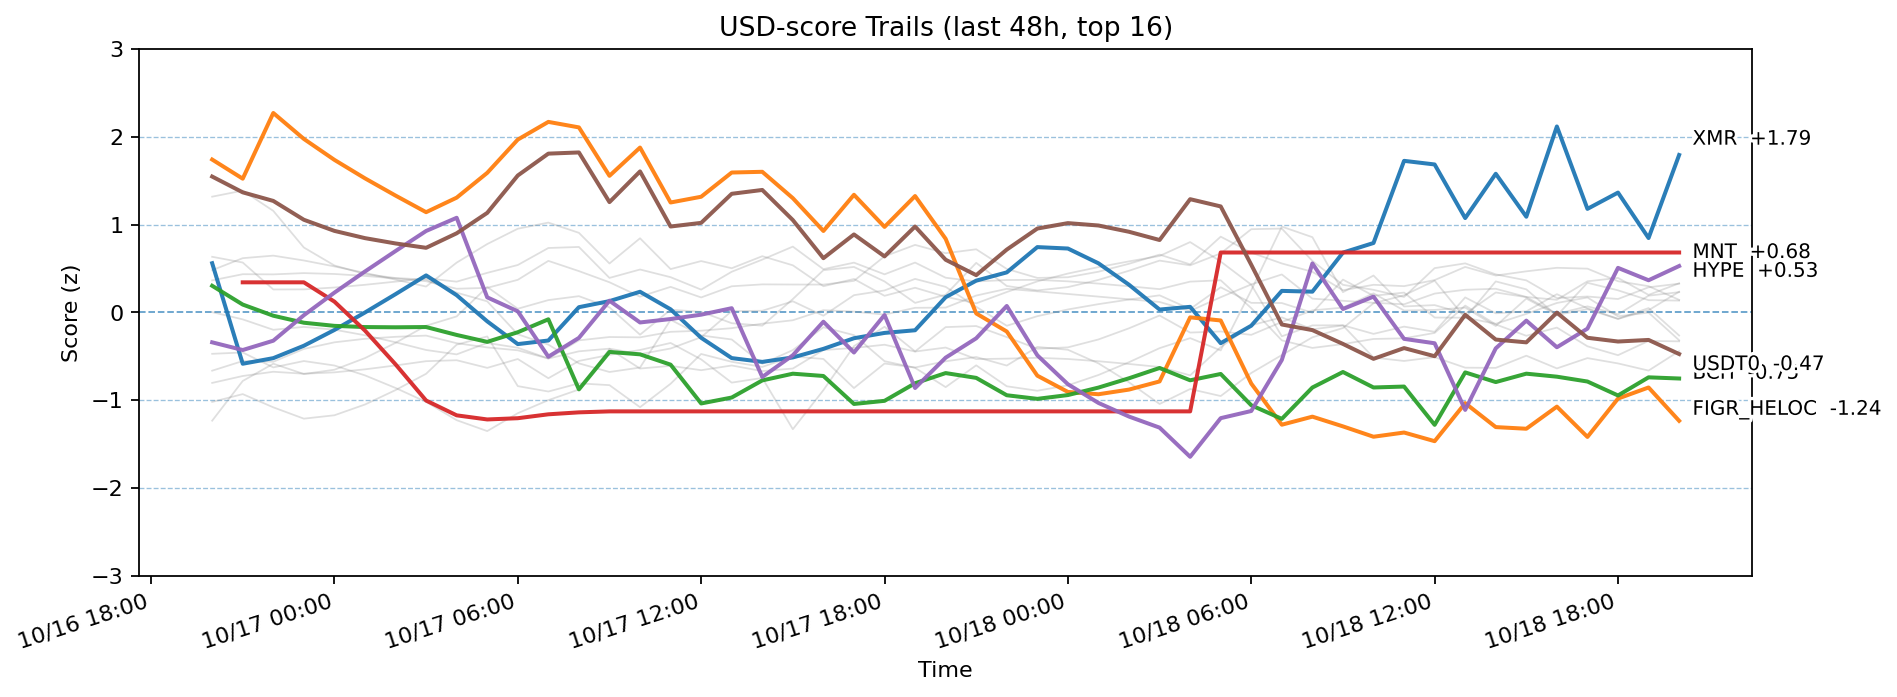 USD-score Trails (last 48h, top 16)
Score (z)
3
2
1
0
−1
−2
−3
XMR +1.79
MNT +0.68
HYPE +0.53
USDT0 -0.47
FIGR_HELOC -1.24
10/16 18:00
10/17 00:00
10/17 06:00
10/17 12:00
10/17 18:00
10/18 00:00
10/18 06:00
10/18 12:00
10/18 18:00
Time